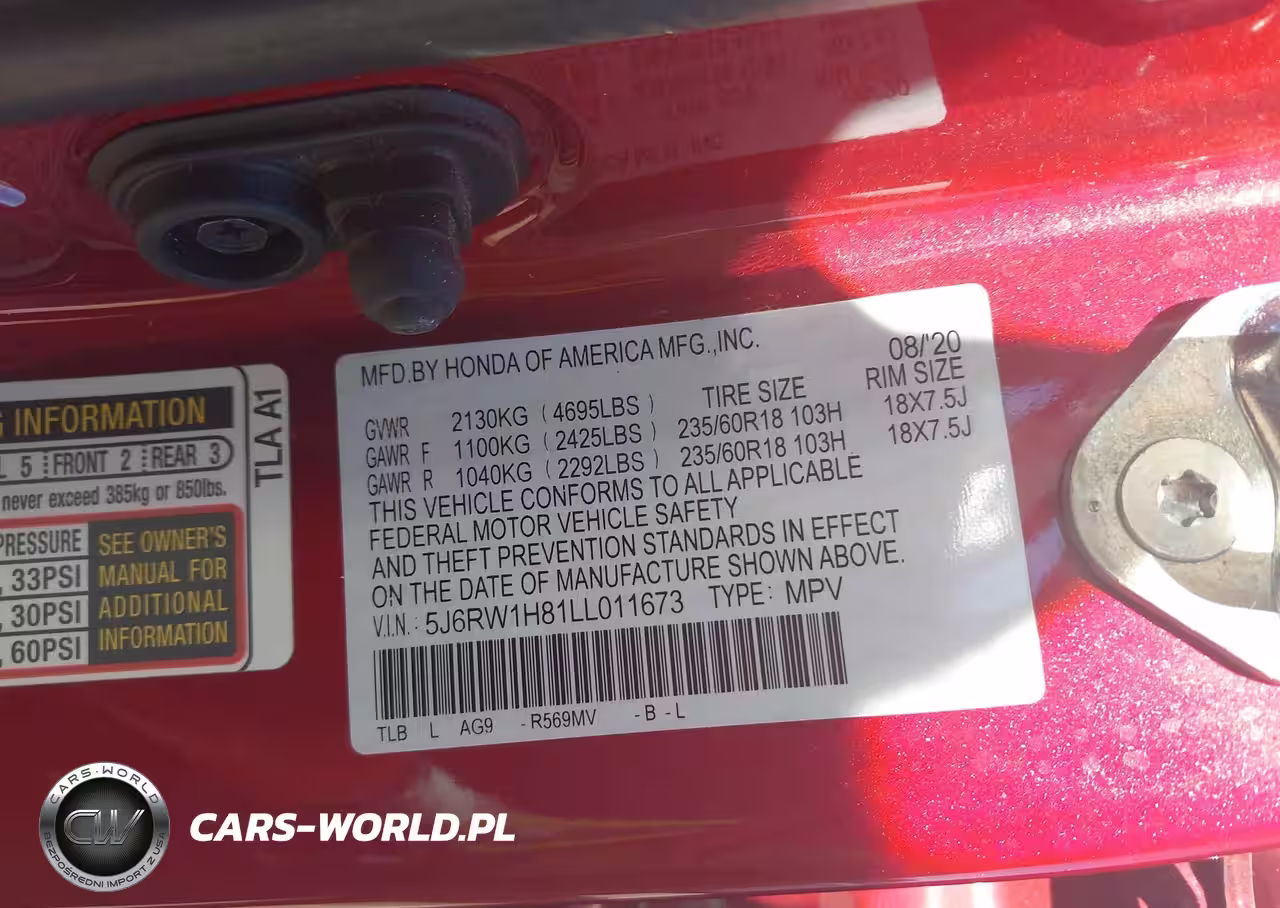 MFD.BY HONDA OF AMERICA MFG.,INC. 08/'20
GVWR 2130KG (4695LBS) TIRE SIZE RIM SIZE
GAWR F 1100KG (2425LBS) 235/60R18 103H 18X7.5J
GAWR R 1040KG (2292LBS) 235/60R18 103H 18X7.5J
THIS VEHICLE CONFORMS TO ALL APPLICABLE
FEDERAL MOTOR VEHICLE SAFETY
AND THEFT PREVENTION STANDARDS IN EFFECT
ON THE DATE OF MANUFACTURE SHOWN ABOVE.
V.I.N.: 5J6RW1H81LL011673 TYPE: MPV
TLB L AG9 -R569MV -B -L
G INFORMATION
L 5 FRONT 2 REAR 3
never exceed 385kg or 850lbs.
PRESSURE
, 33PSI
, 30PSI
, 60PSI
SEE OWNER'S
MANUAL FOR
ADDITIONAL
INFORMATION
TLA A1
CARS-WORLD
CW
BEZPOŚREDNI IMPORT Z USA
CARS-WORLD.PL